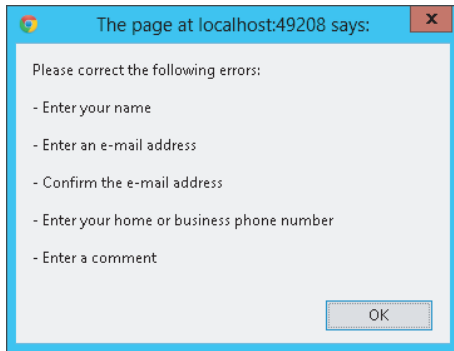 The page at localhost:49208 says:
x
Please correct the following errors:
- Enter your name
- Enter an e-mail address
- Confirm the e-mail address
- Enter your home or business phone number
- Enter a comment
OK